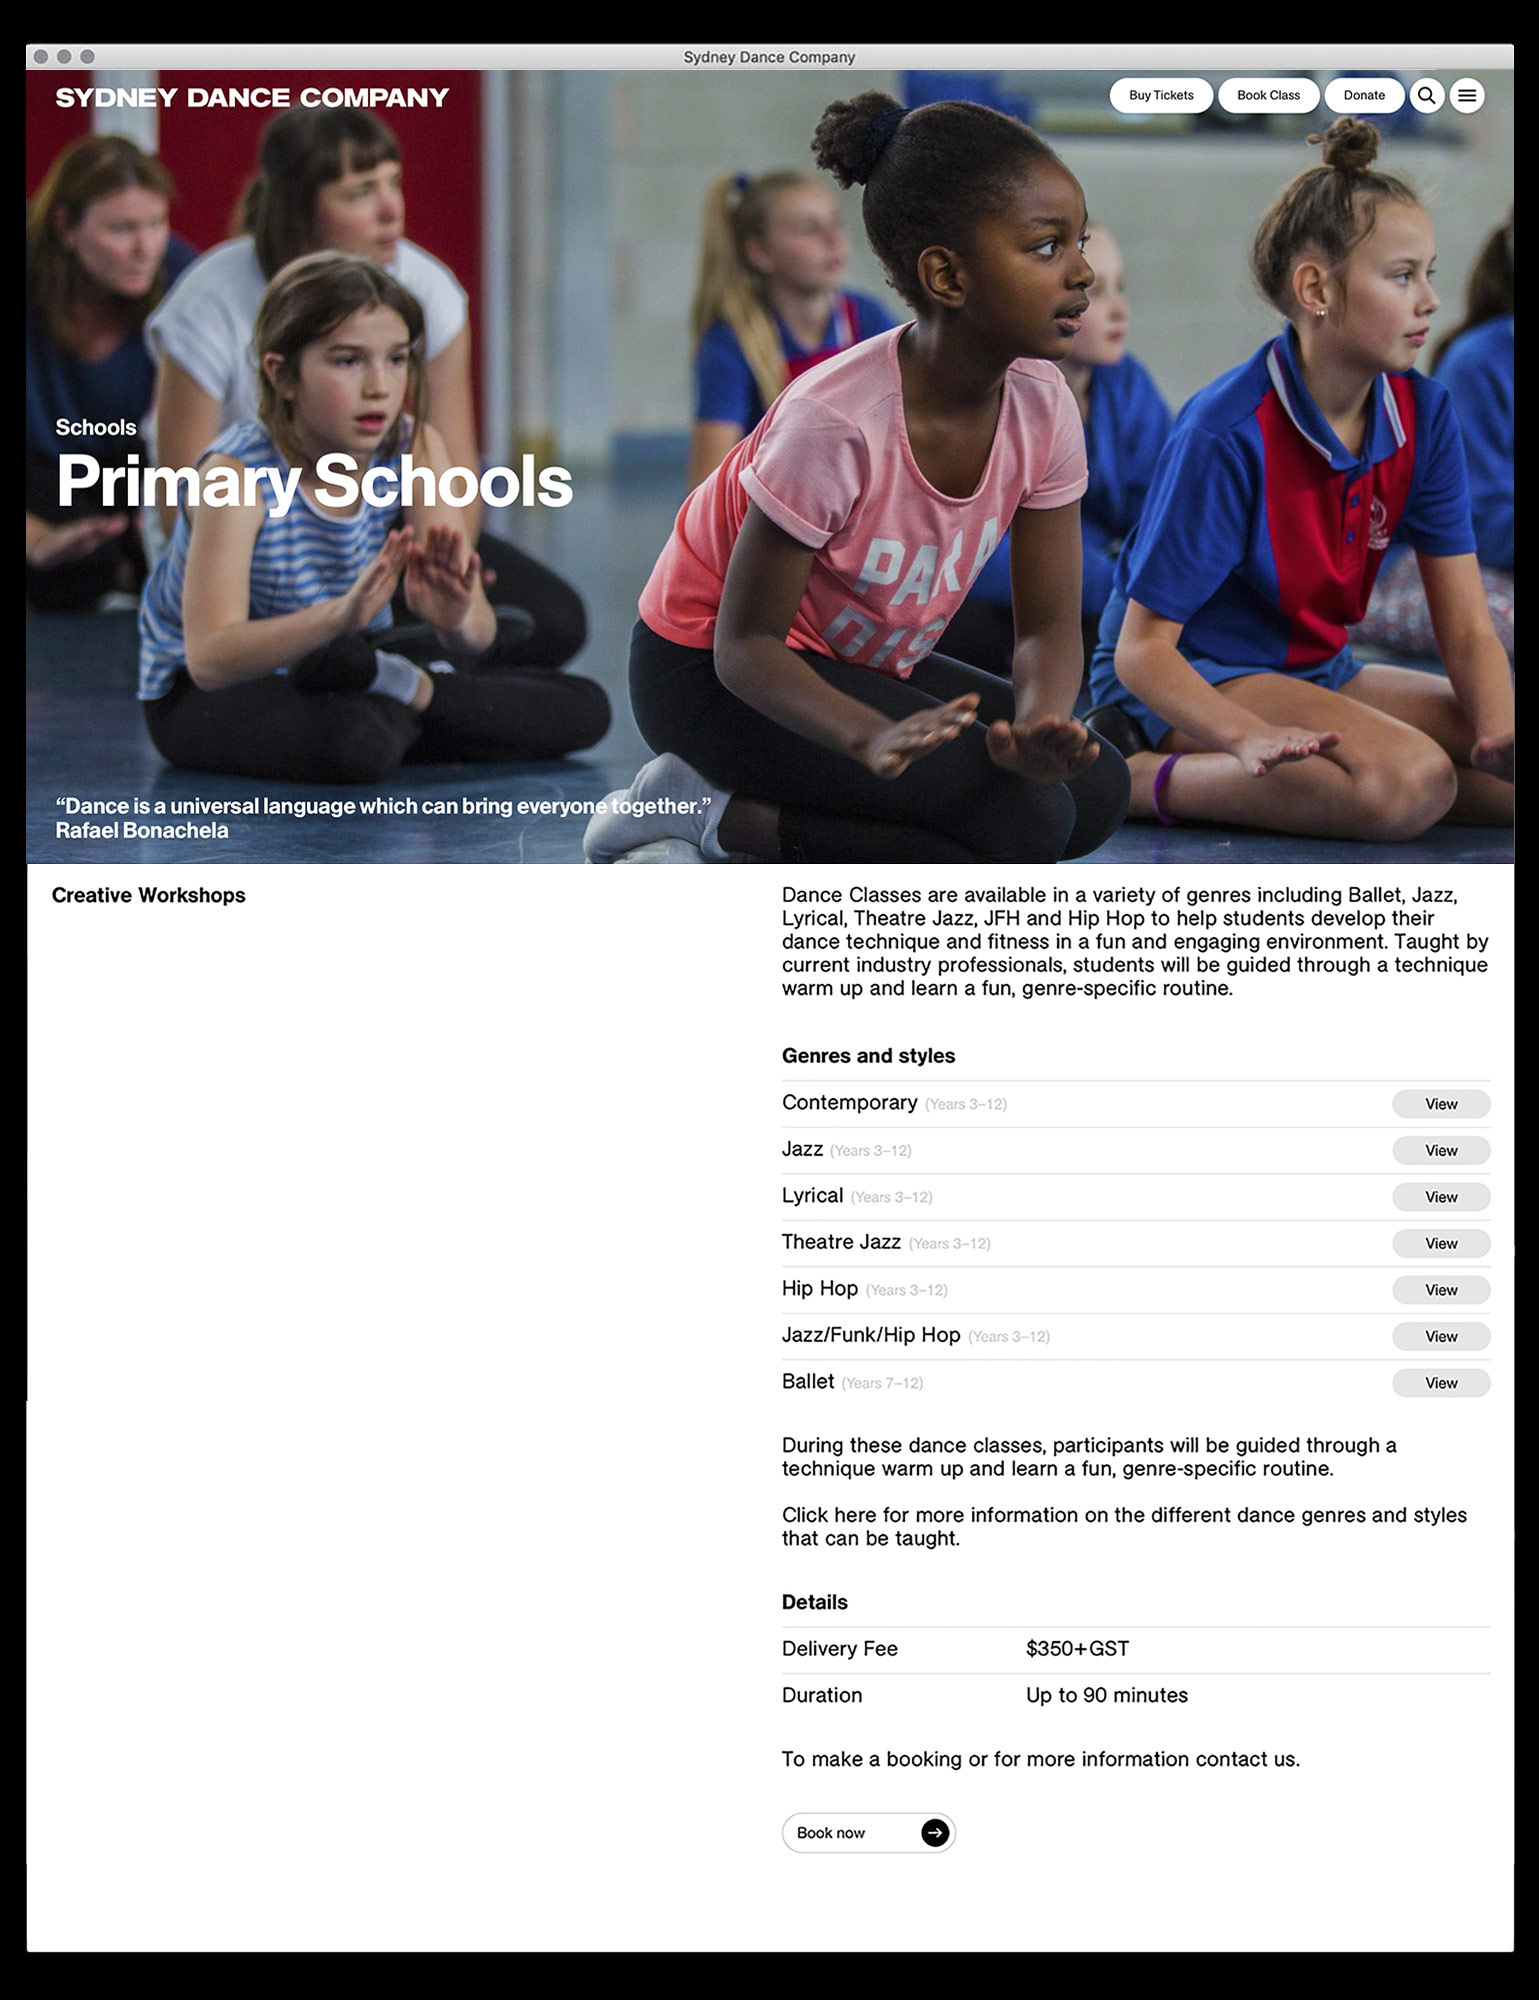 Sydney Dance Company
SYDNEY DANCE COMPANY
Buy Tickets
Book Class
Donate
Schools
Primary Schools
PARA
DIS
“Dance is a universal language which can bring everyone together.”
Rafael Bonachela
Creative Workshops
Dance Classes are available in a variety of genres including Ballet, Jazz,
Lyrical, Theatre Jazz, JFH and Hip Hop to help students develop their
dance technique and fitness in a fun and engaging environment. Taught by
current industry professionals, students will be guided through a technique
warm up and learn a fun, genre-specific routine.
Genres and styles
Contemporary (Years 3–12) View
Jazz (Years 3–12) View
Lyrical (Years 3–12) View
Theatre Jazz (Years 3–12) View
Hip Hop (Years 3–12) View
Jazz/Funk/Hip Hop (Years 3–12) View
Ballet (Years 7–12) View
During these dance classes, participants will be guided through a
technique warm up and learn a fun, genre-specific routine.
Click here for more information on the different dance genres and styles
that can be taught.
Details
Delivery Fee $350+GST
Duration Up to 90 minutes
To make a booking or for more information contact us.
Book now